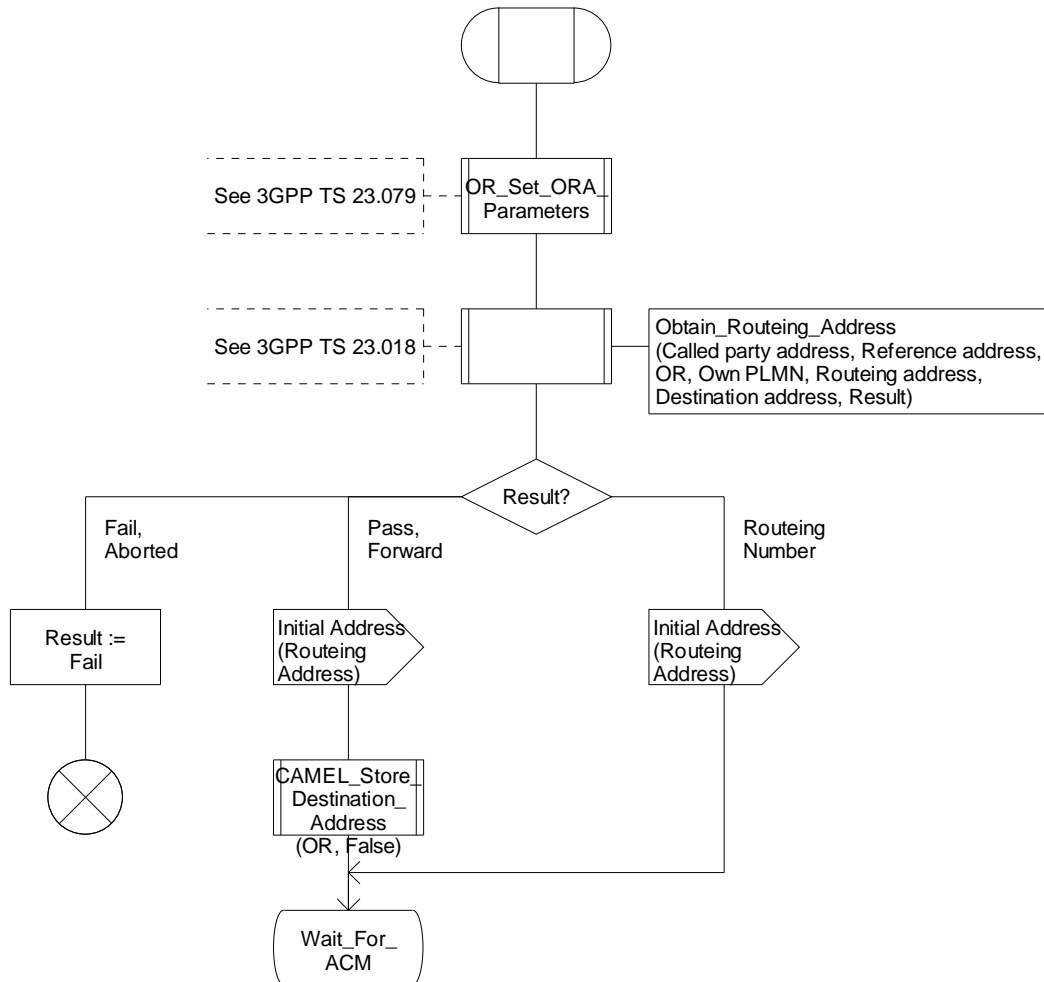 See 3GPP TS 23.079
OR_Set_ORA_
Parameters
See 3GPP TS 23.018
Obtain_Routeing_Address
(Called party address, Reference address,
OR, Own PLMN, Routeing address,
Destination address, Result)
Result?
Fail,
Aborted
Pass,
Forward
Routeing
Number
Result :=
Fail
Initial Address
(Routeing
Address)
Initial Address
(Routeing
Address)
CAMEL_Store_
Destination_
Address
(OR, False)
Wait_For_
ACM